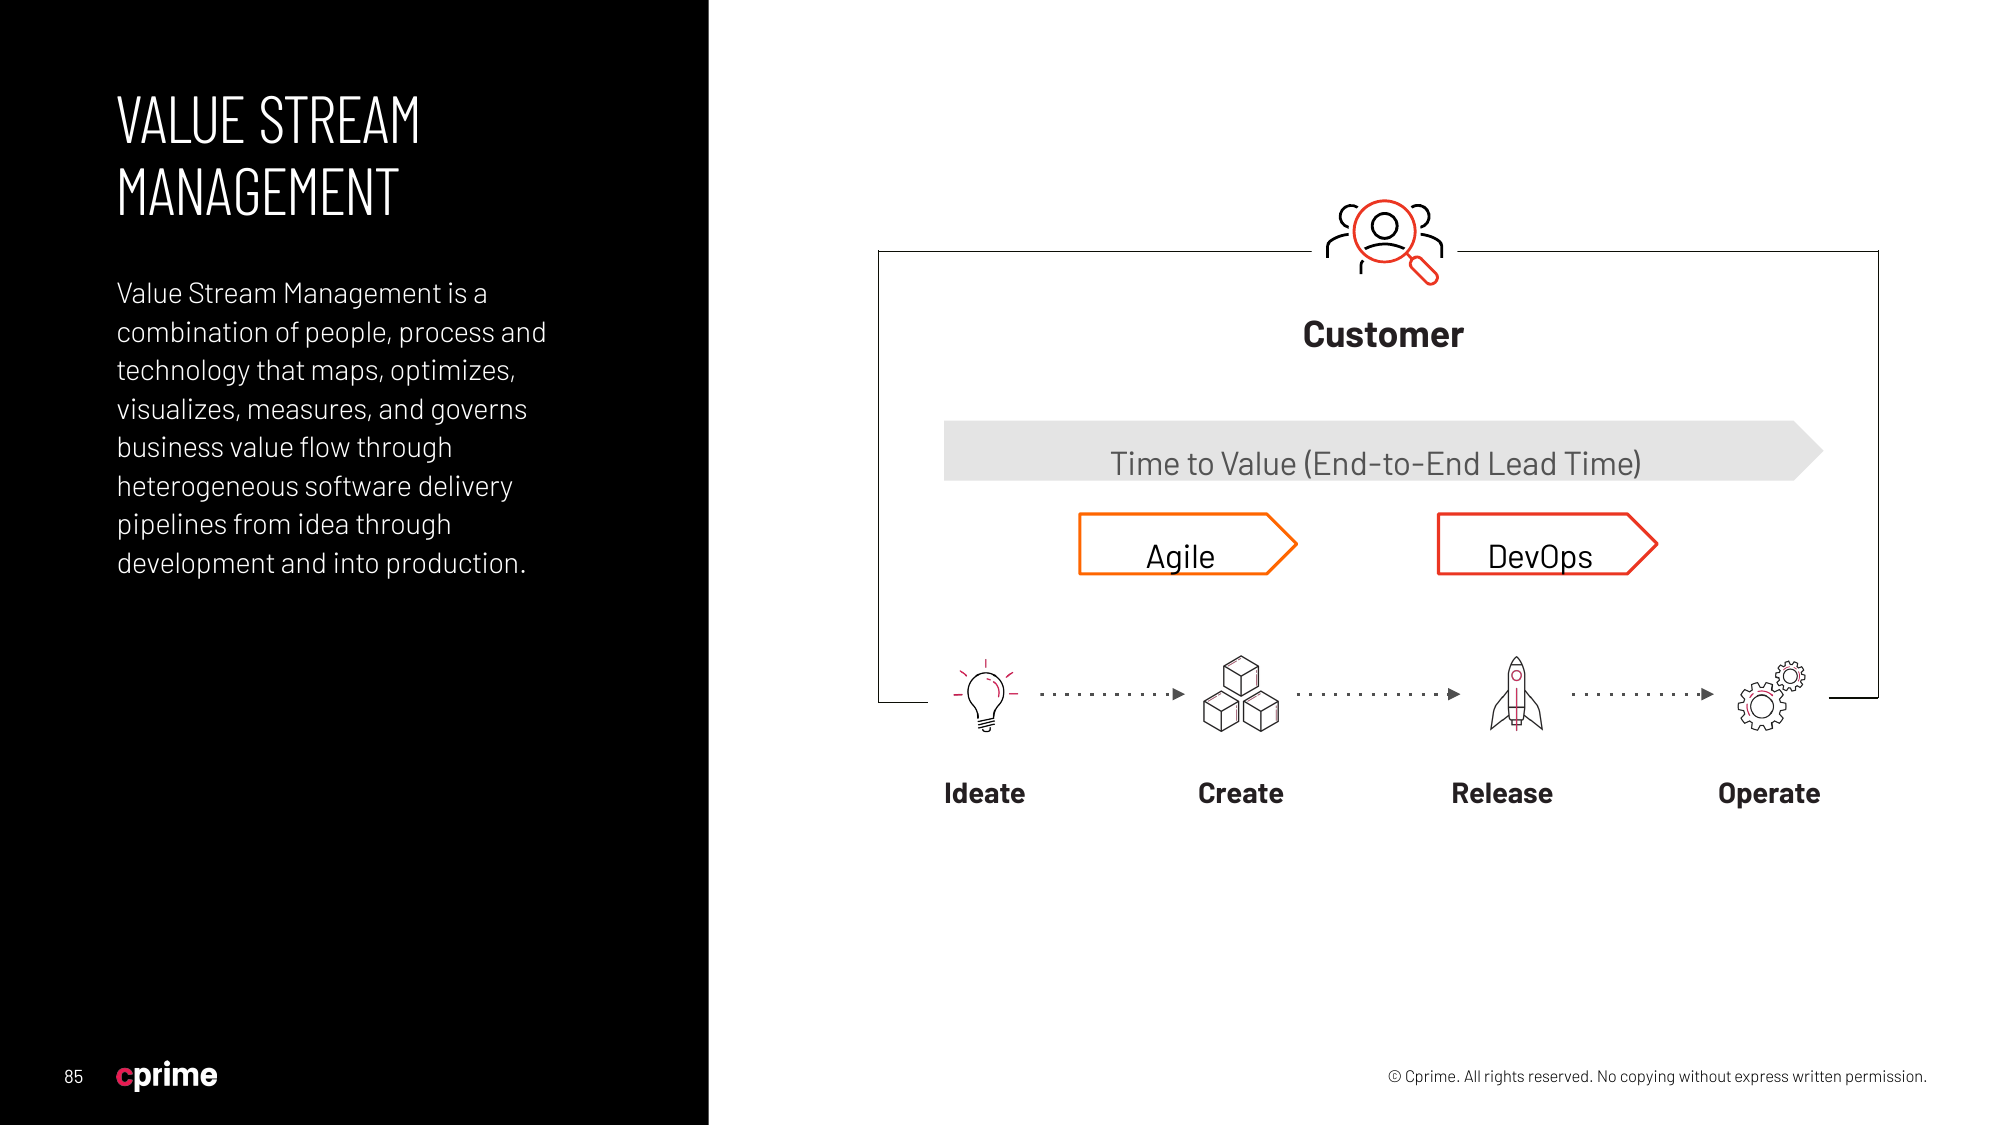 VALUE STREAM
MANAGEMENT
Value Stream Management is a
combination of people, process and
technology that maps, optimizes,
visualizes, measures, and governs
business value flow through
heterogeneous software delivery
pipelines from idea through
development and into production.
Customer
Time to Value (End-to-End Lead Time)
Agile
DevOps
Ideate
Create
Release
Operate
85
cprime
© Cprime. All rights reserved. No copying without express written permission.